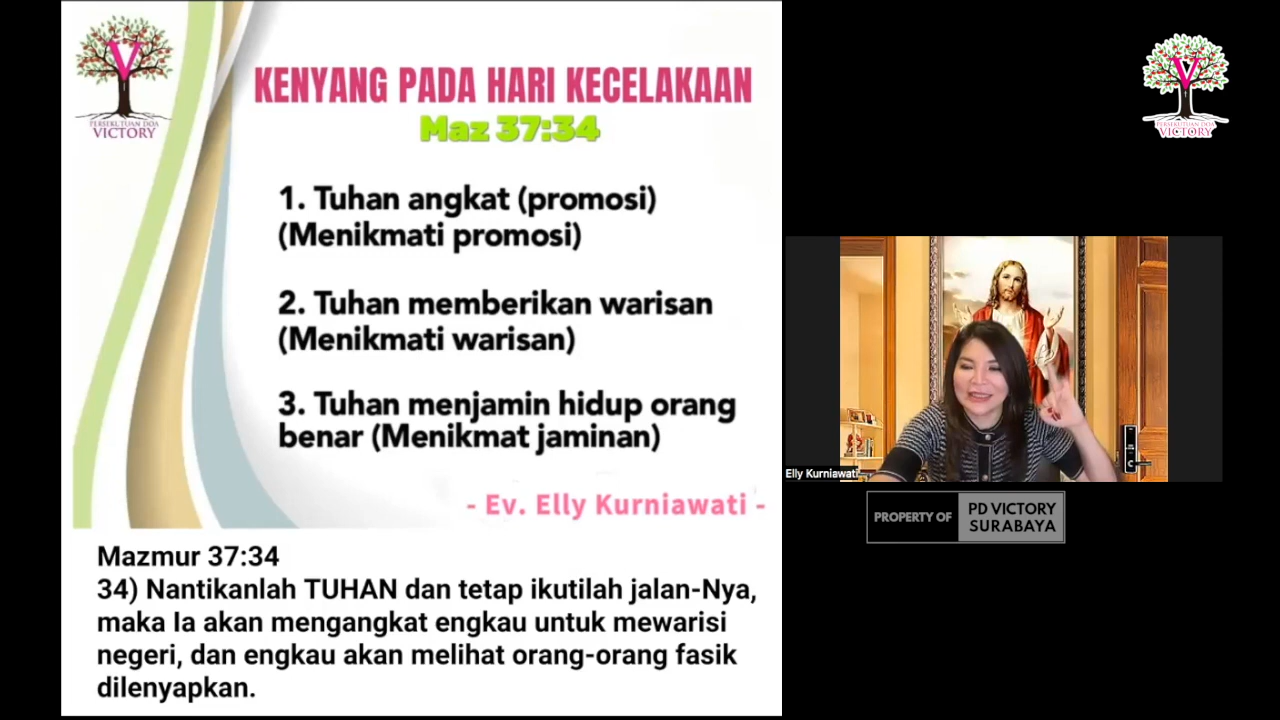 V
PERSEKUTUAN DOA
VICTORY
KENYANG PADA HARI KECELAKAAN
Maz 37:34
1. Tuhan angkat (promosi)
(Menikmati promosi)
2. Tuhan memberikan warisan
(Menikmati warisan)
3. Tuhan menjamin hidup orang
benar (Menikmat jaminan)
- Ev. Elly Kurniawati -
Mazmur 37:34
34) Nantikanlah TUHAN dan tetap ikutilah jalan-Nya,
maka Ia akan mengangkat engkau untuk mewarisi
negeri, dan engkau akan melihat orang-orang fasik
dilenyapkan.
V
PERSEKUTUAN DOA
VICTORY
Elly Kurniawati
PROPERTY OF
PD VICTORY
SURABAYA